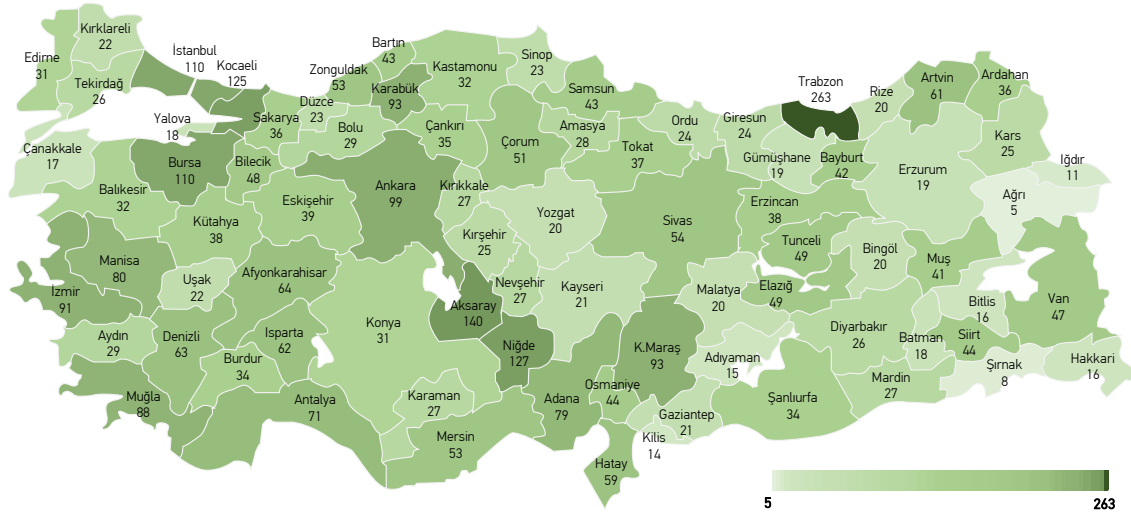 Kırklareli
22
Edirne
31
Tekirdağ
26
İstanbul
110
Kocaeli
125
Yalova
18
Çanakkale
17
Bursa
110
Bilecik
48
Sakarya
36
Düzce
23
Bolu
29
Zonguldak
53
Bartın
43
Karabük
93
Kastamonu
32
Sinop
23
Çankırı
35
Çorum
51
Samsun
43
Amasya
28
Tokat
37
Ordu
24
Giresun
24
Trabzon
263
Gümüşhane
19
Rize
20
Bayburt
42
Artvin
61
Ardahan
36
Kars
25
Iğdır
11
Erzurum
19
Ağrı
5
Balıkesir
32
Kütahya
38
Eskişehir
39
Ankara
99
Kırıkkale
27
Kırşehir
25
Yozgat
20
Sivas
54
Erzincan
38
Tunceli
49
Bingöl
20
Muş
41
Manisa
80
Uşak
22
Afyonkarahisar
64
İzmir
91
Aydın
29
Denizli
63
Isparta
62
Burdur
34
Muğla
88
Antalya
71
Konya
31
Aksaray
140
Nevşehir
27
Niğde
127
Kayseri
21
Malatya
20
Elazığ
49
Diyarbakır
26
Batman
18
Bitlis
16
Siirt
44
Van
47
Hakkari
16
Şırnak
8
Mardin
27
Şanlıurfa
34
Adıyaman
15
K.Maraş
93
Osmaniye
44
Gaziantep
21
Kilis
14
Karaman
27
Mersin
53
Adana
79
Hatay
59
5
263